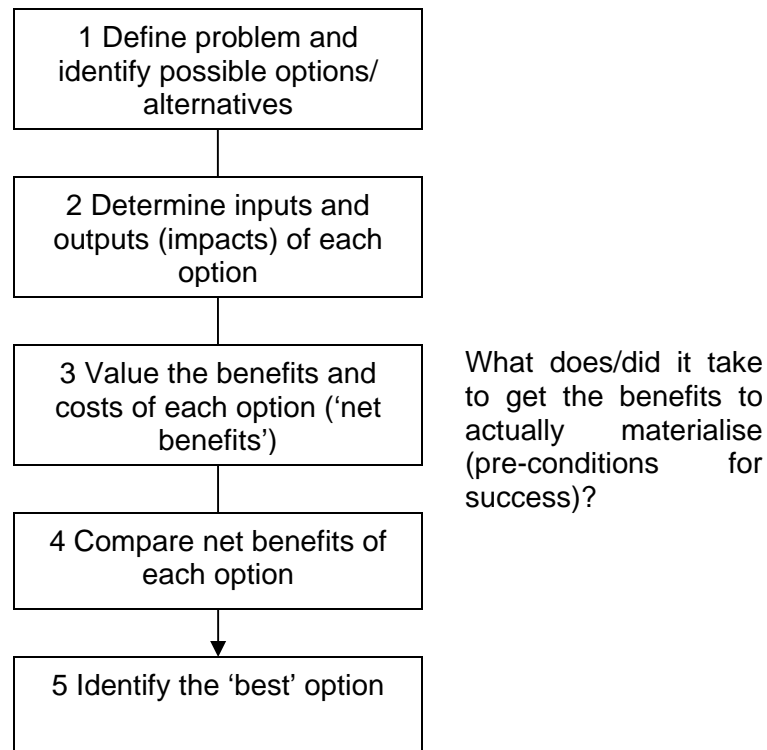 1 Define problem and
identify possible options/
alternatives
2 Determine inputs and
outputs (impacts) of each
option
3 Value the benefits and
costs of each option (‘net
benefits’)
What does/did it take
to get the benefits to
actually materialise
(pre-conditions for
success)?
4 Compare net benefits of
each option
5 Identify the ‘best’ option